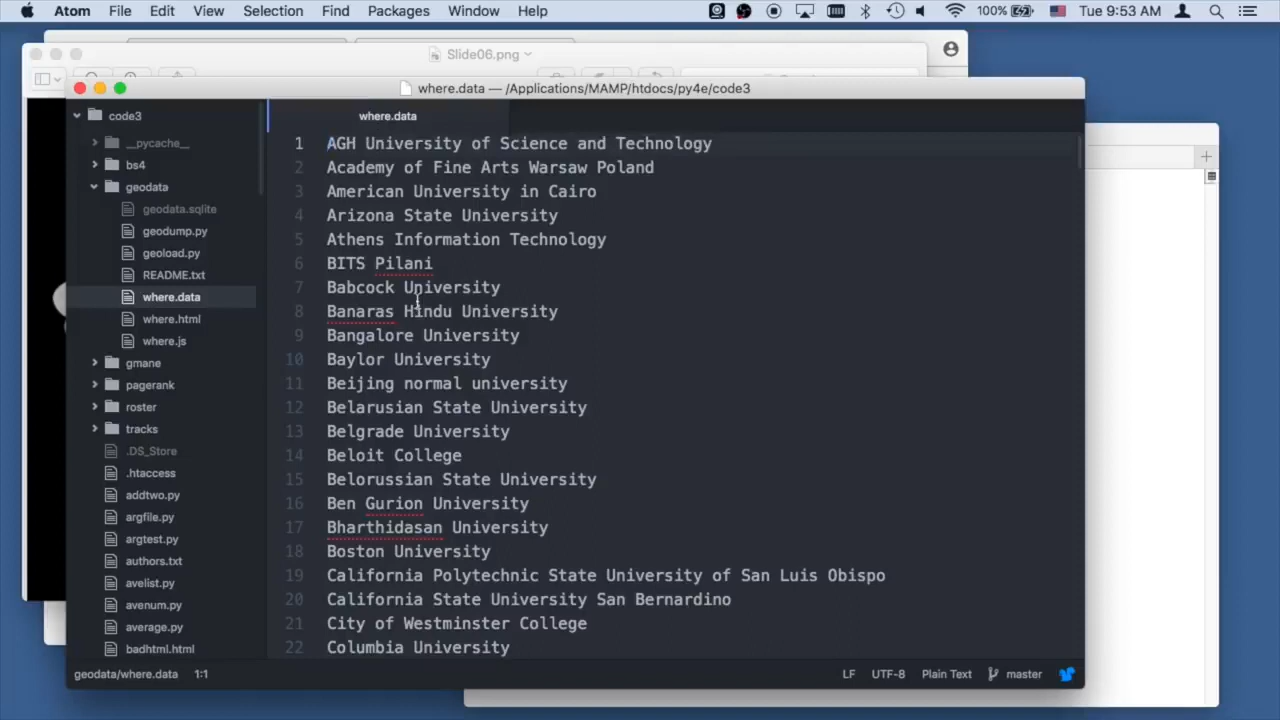 Atom File Edit View Selection Find Packages Window Help 100% Tue 9:53 AM
Slide06.png
where.data — /Applications/MAMP/htdocs/py4e/code3
code3
__pycache__
bs4
geodata
geodata.sqlite
geodump.py
geoload.py
README.txt
where.data
where.html
where.js
gmane
pagerank
roster
tracks
.DS_Store
.htaccess
addtwo.py
argfile.py
argtest.py
authors.txt
avelist.py
avenum.py
average.py
badhtml.html
where.data
1 AGH University of Science and Technology
2 Academy of Fine Arts Warsaw Poland
3 American University in Cairo
4 Arizona State University
5 Athens Information Technology
6 BITS Pilani
7 Babcock University
8 Banaras Hindu University
9 Bangalore University
10 Baylor University
11 Beijing normal university
12 Belarusian State University
13 Belgrade University
14 Beloit College
15 Belorussian State University
16 Ben Gurion University
17 Bharthidasan University
18 Boston University
19 California Polytechnic State University of San Luis Obispo
20 California State University San Bernardino
21 City of Westminster College
22 Columbia University
geodata/where.data 1:1 LF UTF-8 Plain Text master